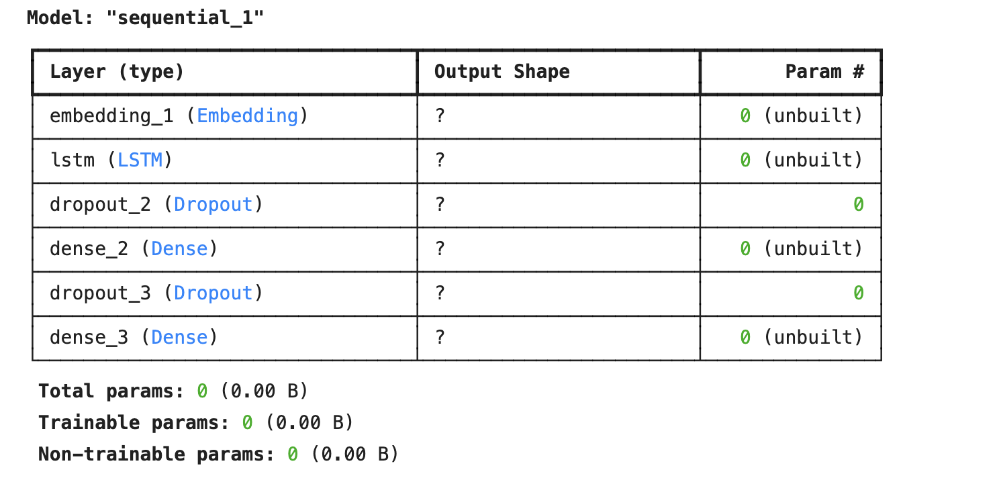 Model: "sequential_1"
Layer (type) Output Shape Param #
embedding_1 (Embedding) ? 0 (unbuilt)
lstm (LSTM) ? 0 (unbuilt)
dropout_2 (Dropout) ? 0
dense_2 (Dense) ? 0 (unbuilt)
dropout_3 (Dropout) ? 0
dense_3 (Dense) ? 0 (unbuilt)
Total params: 0 (0.00 B)
Trainable params: 0 (0.00 B)
Non-trainable params: 0 (0.00 B)